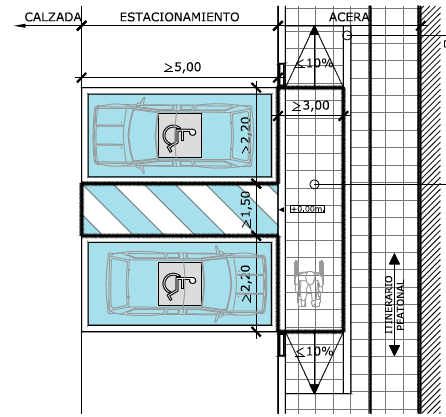 CALZADA
ESTACIONAMIENTO
ACERA
≤10%
≥5,00
≥3,00
≥2,20
≥1,50
+0,00m
≥2,20
ITINERARIO
PEATONAL
≤10%